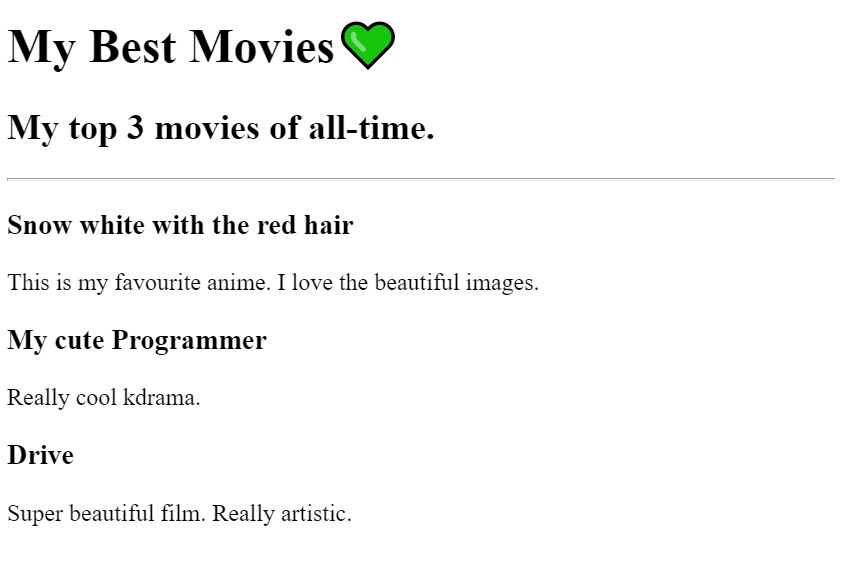 My Best Movies💚
My top 3 movies of all-time.
Snow white with the red hair
This is my favourite anime. I love the beautiful images.
My cute Programmer
Really cool kdrama.
Drive
Super beautiful film. Really artistic.